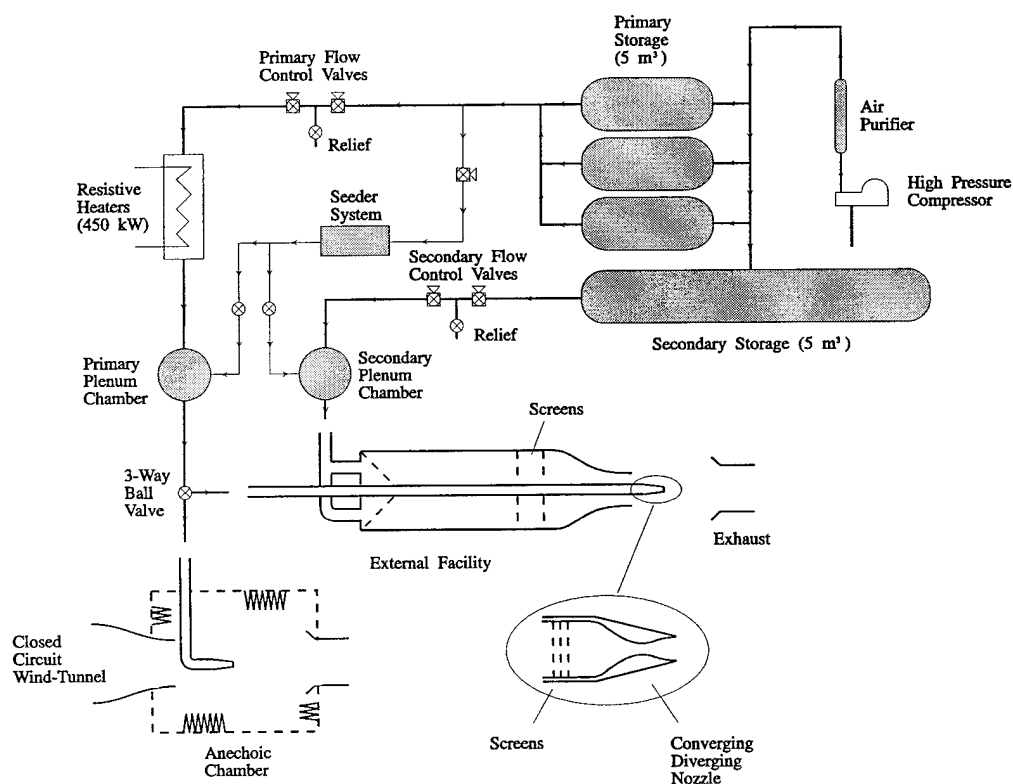 Primary
Storage
(5 m³)
Primary Flow
Control Valves
Relief
Air
Purifier
High Pressure
Compressor
Resistive
Heaters
(450 kW)
Seeder
System
Secondary Flow
Control Valves
Relief
Secondary Storage (5 m³)
Primary
Plenum
Chamber
Secondary
Plenum
Chamber
Screens
3-Way
Ball
Valve
Exhaust
External Facility
Closed
Circuit
Wind-Tunnel
Anechoic
Chamber
Screens
Converging
Diverging
Nozzle